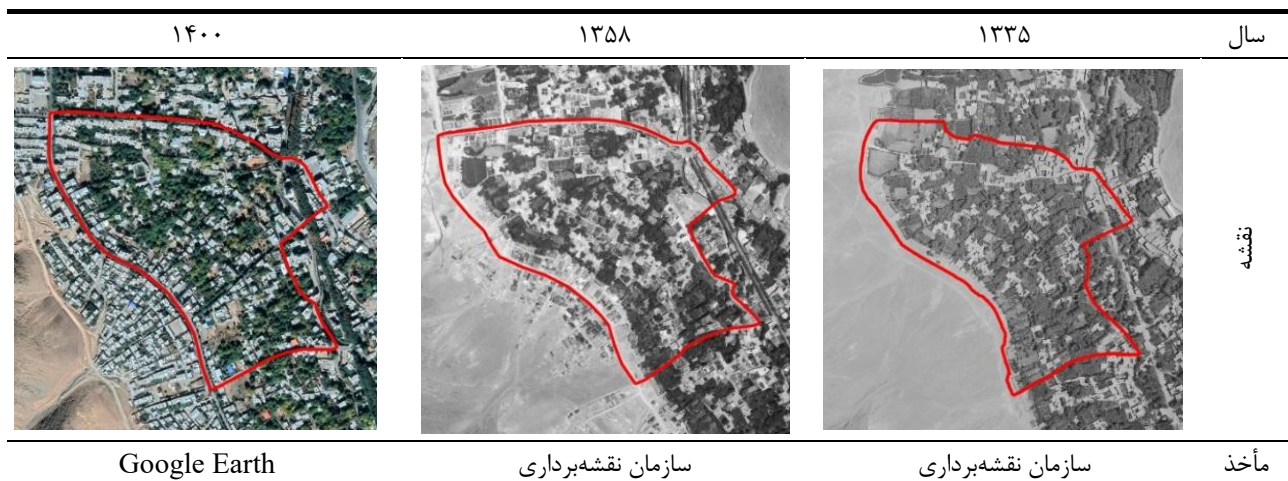 سال ۱۳۳۵ ۱۳۵۸ ۱۴۰۰
نقشه
مأخذ سازمان نقشه‌برداری سازمان نقشه‌برداری Google Earth